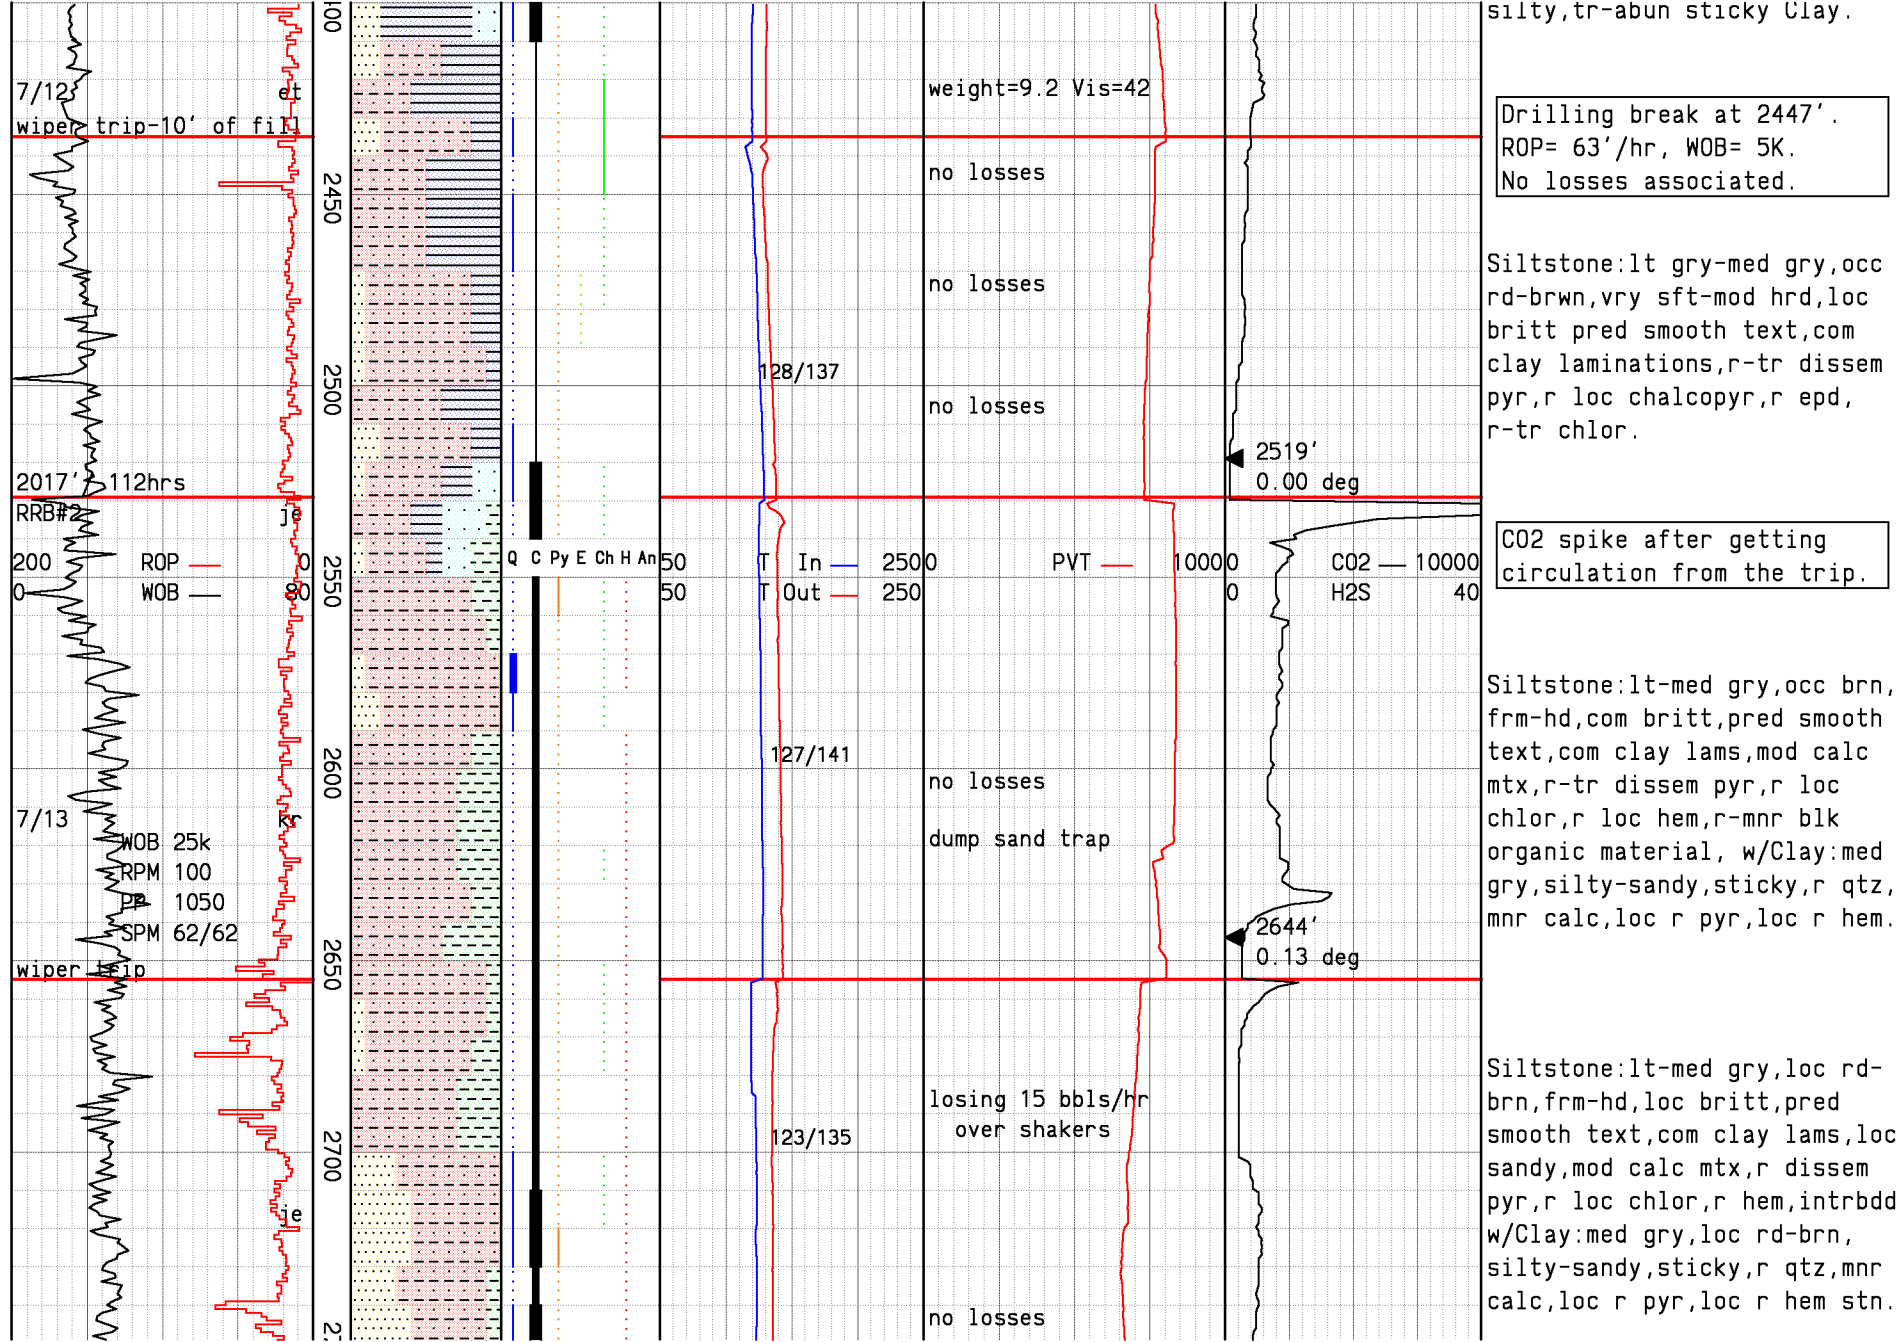 silty,tr-abun sticky Clay.
7/12
et
wiper trip-10' of fill
weight=9.2 Vis=42
no losses
Drilling break at 2447'.
ROP= 63'/hr, WOB= 5K.
No losses associated.
2450
no losses
Siltstone:lt gry-med gry,occ
rd-brwn,vry sft-mod hrd,loc
britt pred smooth text,com
clay laminations,r-tr dissem
pyr,r loc chalcopyr,r epd,
r-tr chlor.
128/137
2500
no losses
2519'
0.00 deg
2017' 112hrs
RRB#2
je
CO2 spike after getting
circulation from the trip.
200 ROP 0
0 WOB 80
2550
Q C Py E Ch H An
50 T In 250
50 T Out 250
0 PVT 1000
0 CO2 10000
0 H2S 40
Siltstone:lt-med gry,occ brn,
frm-hd,com britt,pred smooth
text,com clay lams,mod calc
mtx,r-tr dissem pyr,r loc
chlor,r loc hem,r-mnr blk
organic material, w/Clay:med
gry,silty-sandy,sticky,r qtz,
mnr calc,loc r pyr,loc r hem.
127/141
2600
no losses
7/13
kr
WOB 25k
RPM 100
PP 1050
SPM 62/62
dump sand trap
2644'
0.13 deg
wiper trip
2650
losing 15 bbls/hr
over shakers
123/135
2700
Siltstone:lt-med gry,loc rd-
brn,frm-hd,loc britt,pred
smooth text,com clay lams,loc
sandy,mod calc mtx,r dissem
pyr,r loc chlor,r hem,intrbdd
w/Clay:med gry,loc rd-brn,
silty-sandy,sticky,r qtz,mnr
calc,loc r pyr,loc r hem stn.
je
no losses